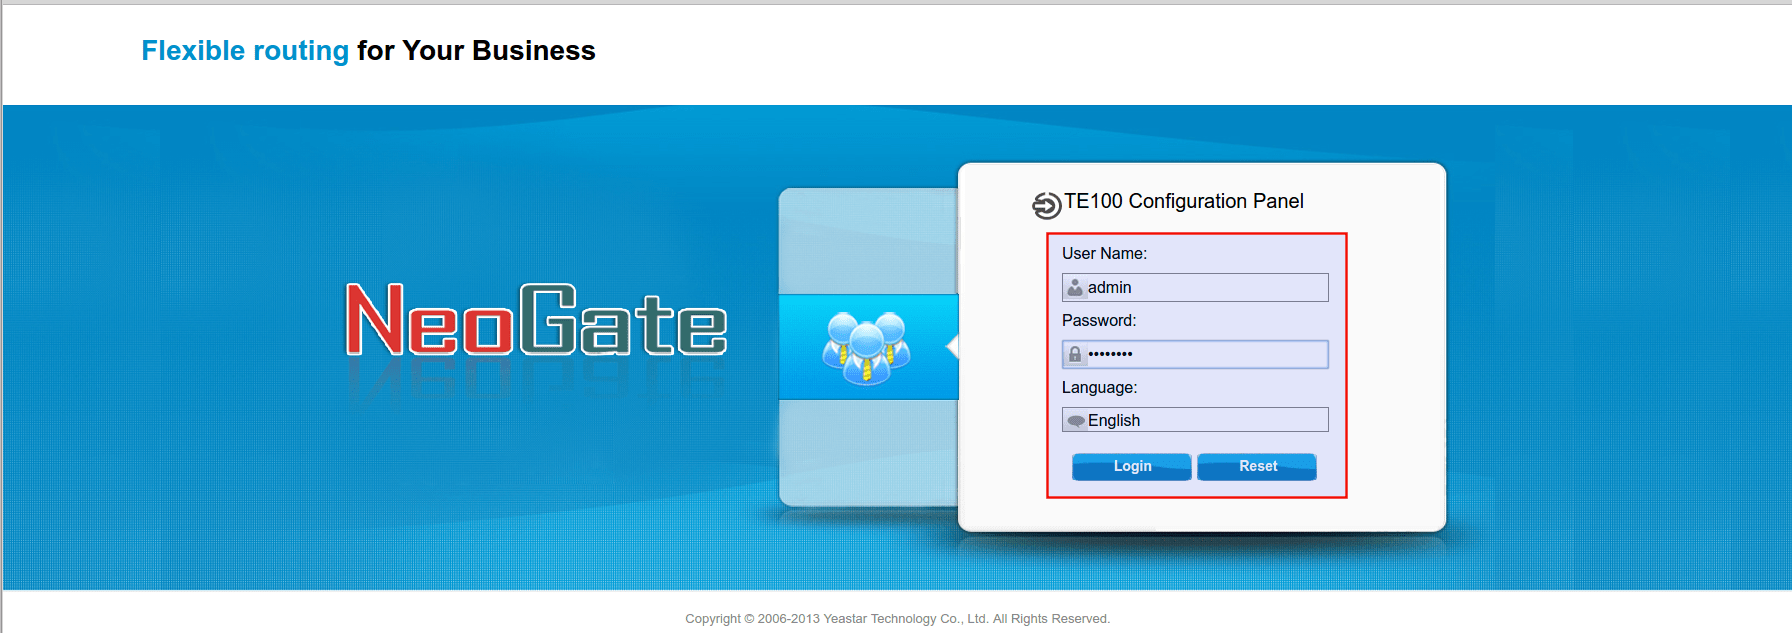 Flexible routing for Your Business
NeoGate
TE100 Configuration Panel
User Name:
admin
Password:
••••••••
Language:
English
Login
Reset
Copyright © 2006-2013 Yeastar Technology Co., Ltd. All Rights Reserved.